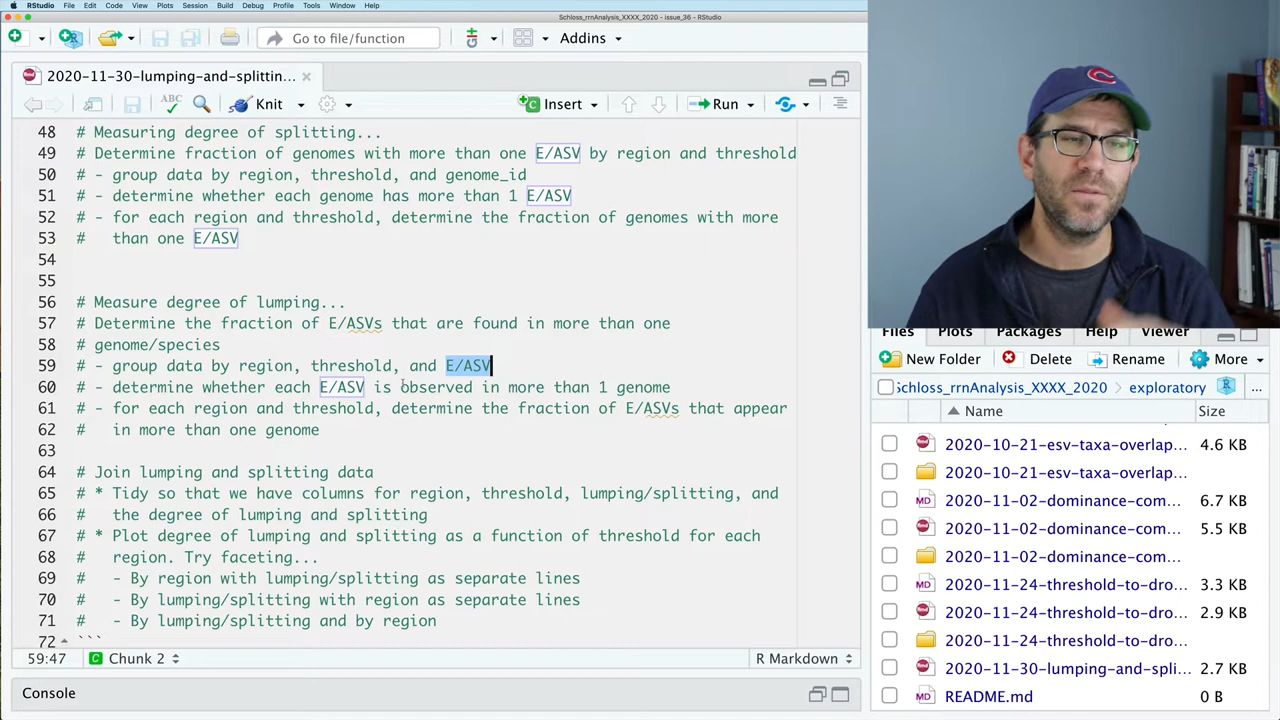 RStudio File Edit Code View Plots Session Build Debug Profile Tools Window Help
Schloss_rrnAnalysis_XXXX_2020 - issue_36 - RStudio
Go to file/function
Addins
2020-11-30-lumping-and-splittin...
ABC
Knit
Insert
Run
48 # Measuring degree of splitting...
49 # Determine fraction of genomes with more than one E/ASV by region and threshold
50 # - group data by region, threshold, and genome_id
51 # - determine whether each genome has more than 1 E/ASV
52 # - for each region and threshold, determine the fraction of genomes with more
53 #   than one E/ASV
54
55
56 # Measure degree of lumping...
57 # Determine the fraction of E/ASVs that are found in more than one
58 # genome/species
59 # - group data by region, threshold, and E/ASV
60 # - determine whether each E/ASV is observed in more than 1 genome
61 # - for each region and threshold, determine the fraction of E/ASVs that appear
62 #   in more than one genome
63
64 # Join lumping and splitting data
65 # * Tidy so that we have columns for region, threshold, lumping/splitting, and
66 #   the degree of lumping and splitting
67 # * Plot degree of lumping and splitting as a function of threshold for each
68 #   region. Try faceting...
69 #   - By region with lumping/splitting as separate lines
70 #   - By lumping/splitting with region as separate lines
71 #   - By lumping/splitting and by region
72 ```
59:47 Chunk 2 R Markdown
Console
Files Plots Packages Help Viewer
New Folder Delete Rename More
Schloss_rrnAnalysis_XXXX_2020 exploratory ...
Name Size
2020-10-21-esv-taxa-overlap... 4.6 KB
2020-10-21-esv-taxa-overlap...
MD 2020-11-02-dominance-com... 6.7 KB
2020-11-02-dominance-com... 5.5 KB
2020-11-02-dominance-com...
MD 2020-11-24-threshold-to-dro... 3.3 KB
2020-11-24-threshold-to-dro... 2.9 KB
2020-11-24-threshold-to-dro...
2020-11-30-lumping-and-spli... 2.7 KB
MD README.md 0 B